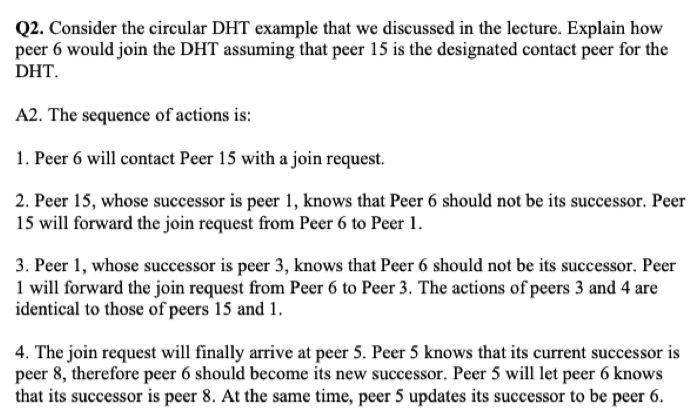 Q2. Consider the circular DHT example that we discussed in the lecture. Explain how
peer 6 would join the DHT assuming that peer 15 is the designated contact peer for the
DHT.
A2. The sequence of actions is:
1. Peer 6 will contact Peer 15 with a join request.
2. Peer 15, whose successor is peer 1, knows that Peer 6 should not be its successor. Peer
15 will forward the join request from Peer 6 to Peer 1.
3. Peer 1, whose successor is peer 3, knows that Peer 6 should not be its successor. Peer
1 will forward the join request from Peer 6 to Peer 3. The actions of peers 3 and 4 are
identical to those of peers 15 and 1.
4. The join request will finally arrive at peer 5. Peer 5 knows that its current successor is
peer 8, therefore peer 6 should become its new successor. Peer 5 will let peer 6 knows
that its successor is peer 8. At the same time, peer 5 updates its successor to be peer 6.